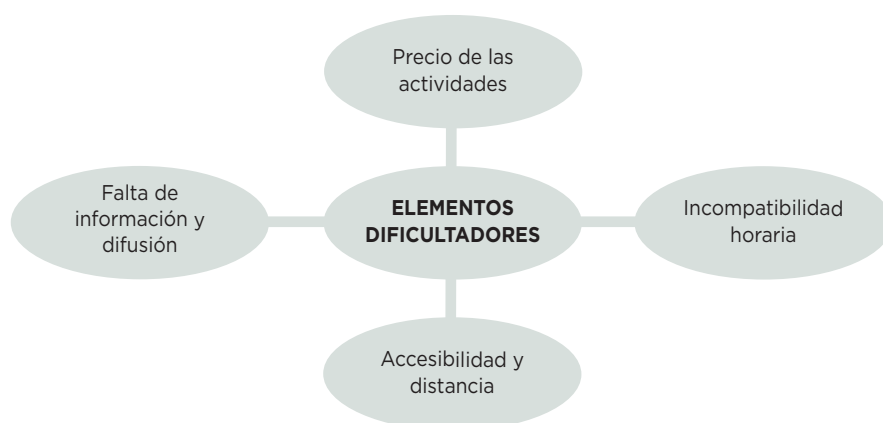 Precio de las
actividades
Falta de
información y
difusión
ELEMENTOS
DIFICULTADORES
Incompatibilidad
horaria
Accesibilidad y
distancia